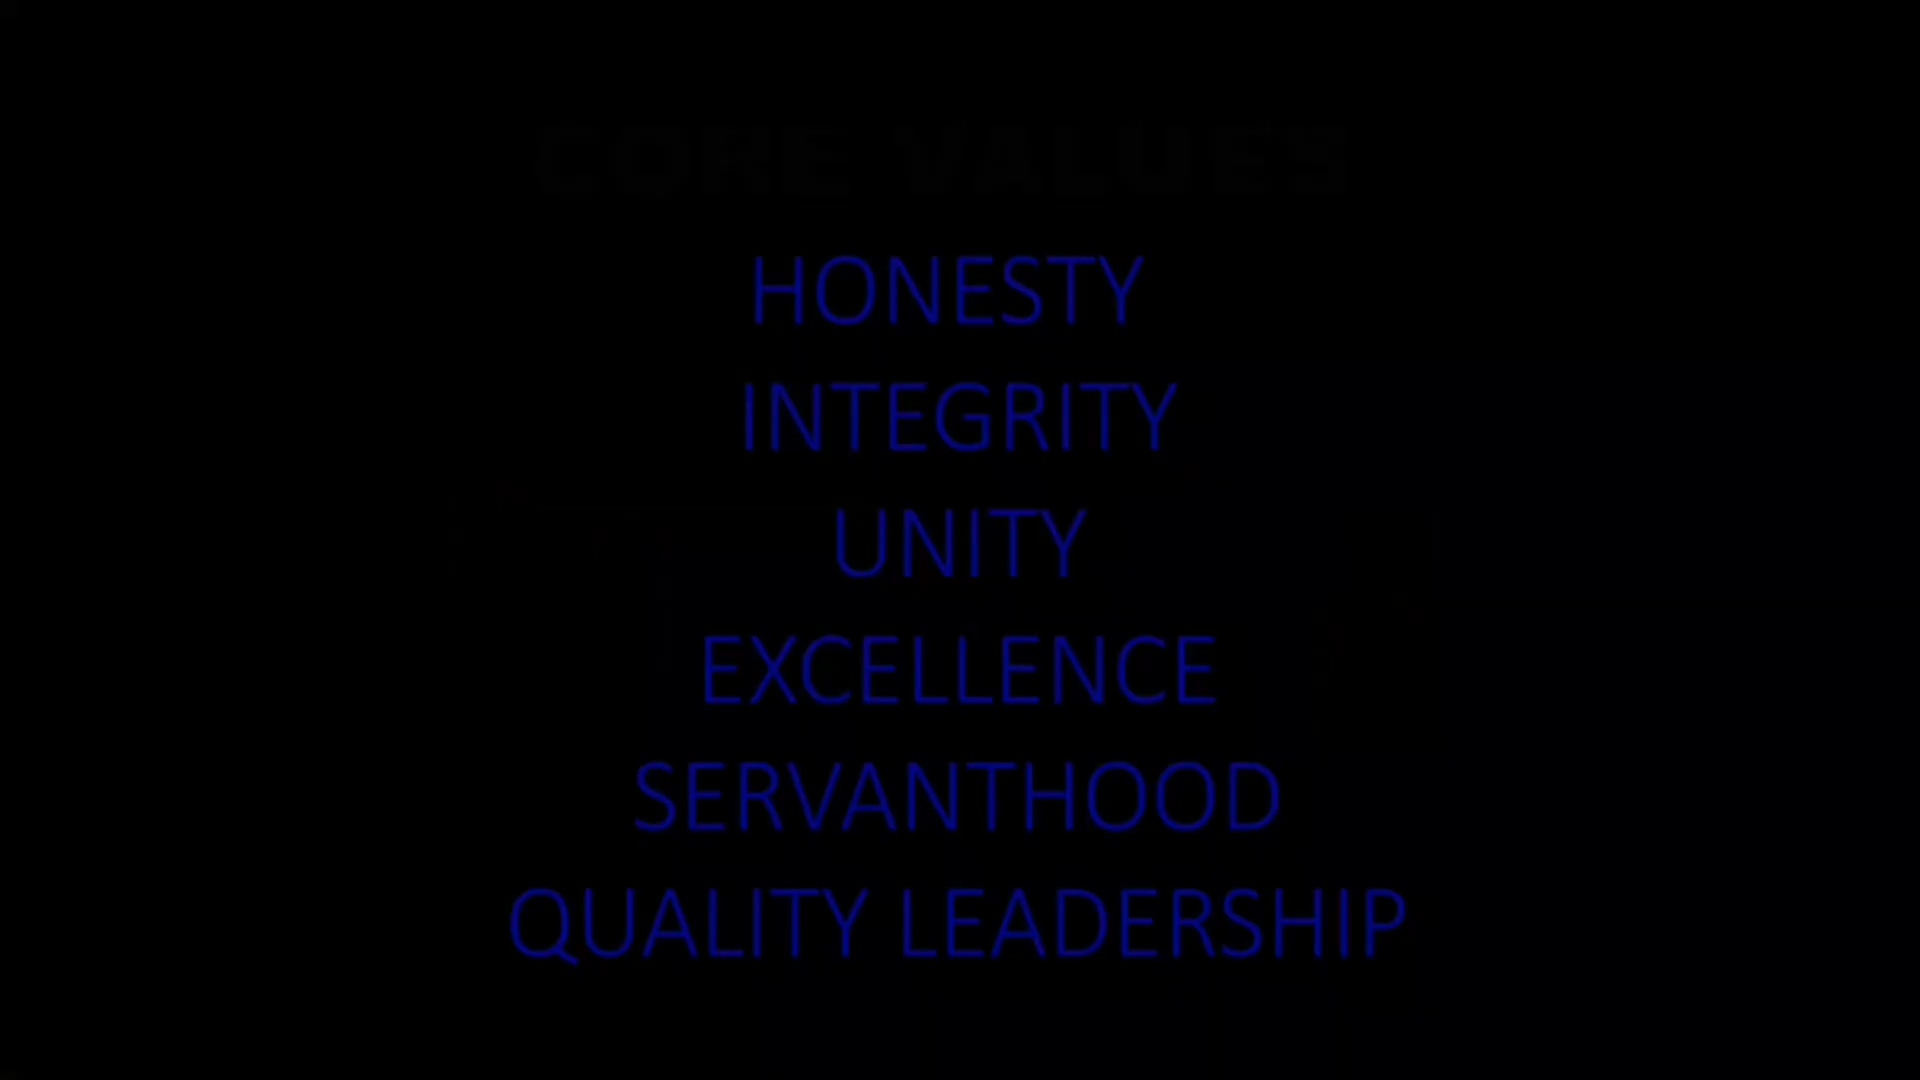 CORE VALUES
HONESTY
INTEGRITY
UNITY
EXCELLENCE
SERVANTHOOD
QUALITY LEADERSHIP